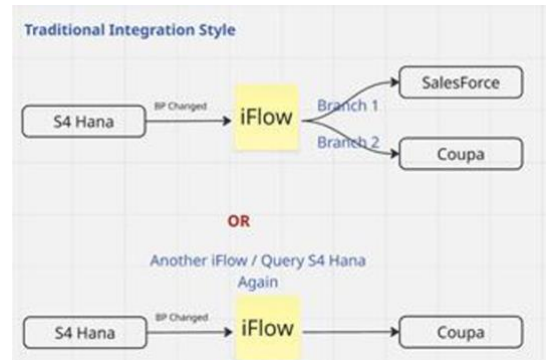 Traditional Integration Style
SalesForce
BP Changed
Branch 1
S4 Hana
iFlow
Branch 2
Coupa
OR
Another iFlow / Query S4 Hana
Again
BP Changed
S4 Hana
iFlow
Coupa